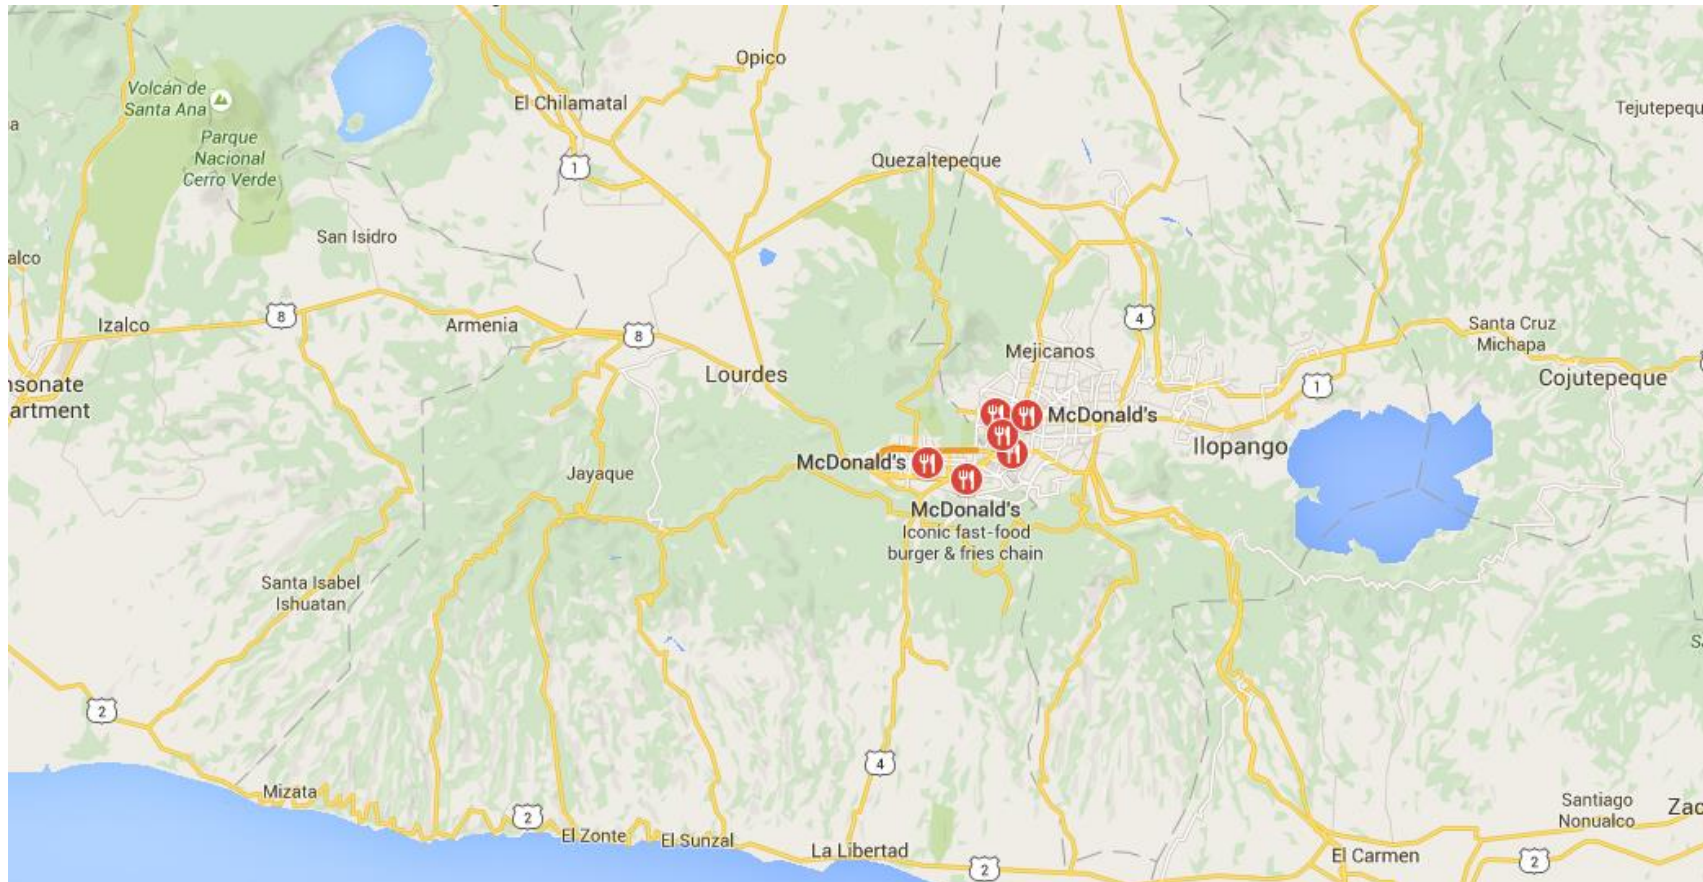 Opico
Volcán de
Santa Ana
El Chilamatal
Tejutepequ
Parque
Nacional
Cerro Verde
1
Quezaltepeque
San Isidro
alco
8
4
Izalco
Armenia
8
Santa Cruz
Michapa
Mejicanos
Lourdes
1
Cojutepeque
nsonate
artment
McDonald's
Ilopango
McDonald's
Jayaque
McDonald's
Iconic fast-food
burger & fries chain
Santa Isabel
Ishuatan
2
4
Mizata
2
El Zonte
El Sunzal
La Libertad
2
Santiago
Nonualco
Zac
El Carmen
2